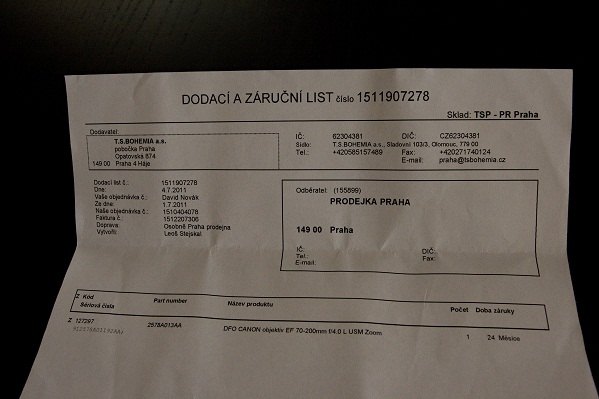 DODACÍ A ZÁRUČNÍ LIST číslo 1511907278
Sklad: TSP - PR Praha
Dodavatel:
T.S.BOHEMIA a.s.
pobočka Praha
Opatovská 874
149 00 Praha 4 Háje
IČ: 62304381 DIČ: CZ62304381
Sídlo: T.S.BOHEMIA a.s., Sladovní 103/3, Olomouc, 779 00
Tel.: +420585157489 Fax: +420271740124
E-mail: praha@tsbohemia.cz
Dodací list č.: 1511907278
Dne: 4.7.2011
Vaše objednávka č.: David Novák
Ze dne: 1.7.2011
Naše objednávka č.: 1510404078
Faktura č.: 1512207306
Doprava: Osobně Praha prodejna
Vytvořil: Leoš Stejskal
Odběratel: (155899)
PRODEJKA PRAHA
149 00 Praha
IČ: DIČ:
Tel.: Fax:
E-mail:
Z Kód Part number Název produktu Počet Doba záruky
Sériová čísla
Z 127297 2578A013AA DFO CANON objektiv EF 70-200mm f/4.0 L USM Zoom 1 24 Měsíce